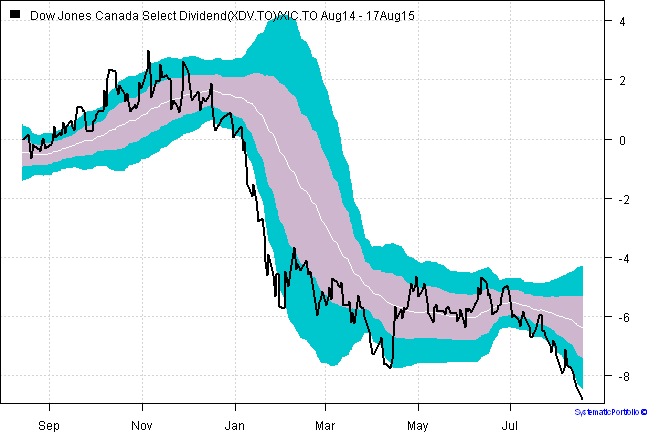 Dow Jones Canada Select Dividend(XDV.TO)/XIC.TO Aug14 - 17Aug15
4
2
0
-2
-4
-6
-8
Sep Nov Jan Mar May Jul
SystematicPortfolio ©